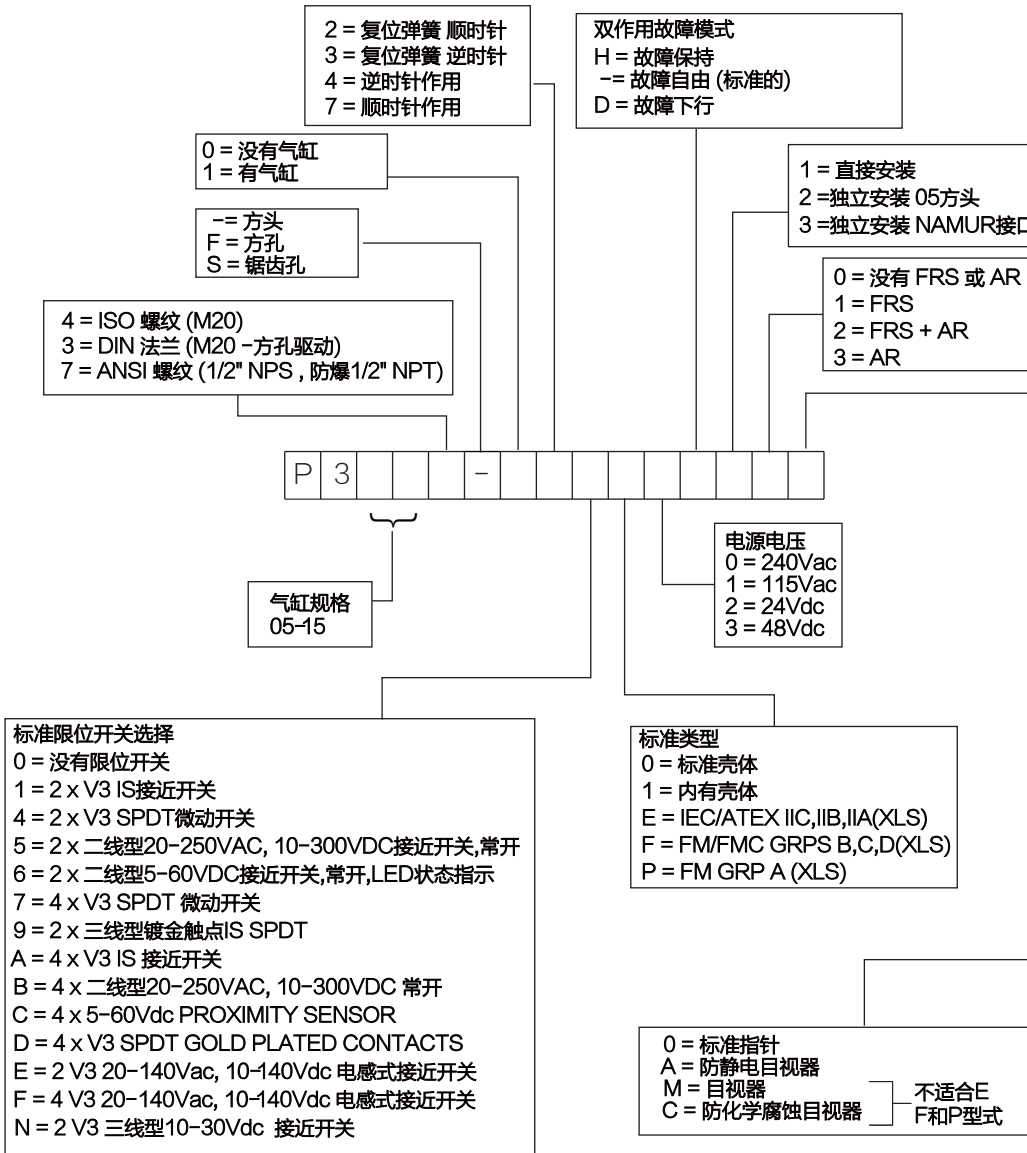 2 = 复位弹簧 顺时针
3 = 复位弹簧 逆时针
4 = 逆时针作用
7 = 顺时针作用
双作用故障模式
H = 故障保持
-= 故障自由 (标准的)
D = 故障下行
0 = 没有气缸
1 = 有气缸
1 = 直接安装
2 =独立安装 05方头
3 =独立安装 NAMUR接口
-= 方头
F = 方孔
S = 锯齿孔
0 = 没有 FRS 或 AR
1 = FRS
2 = FRS + AR
3 = AR
4 = ISO 螺纹 (M20)
3 = DIN 法兰 (M20 -方孔驱动)
7 = ANSI 螺纹 (1/2" NPS , 防爆1/2" NPT)
P 3 -
电源电压
0 = 240Vac
1 = 115Vac
2 = 24Vdc
3 = 48Vdc
气缸规格
05-15
标准限位开关选择
0 = 没有限位开关
1 = 2 x V3 IS接近开关
4 = 2 x V3 SPDT微动开关
5 = 2 x 二线型20-250VAC, 10-300VDC接近开关,常开
6 = 2 x 二线型5-60VDC接近开关,常开,LED状态指示
7 = 4 x V3 SPDT 微动开关
9 = 2 x 三线型镀金触点IS SPDT
A = 4 x V3 IS 接近开关
B = 4 x 二线型20-250VAC, 10-300VDC 常开
C = 4 x 5-60Vdc PROXIMITY SENSOR
D = 4 x V3 SPDT GOLD PLATED CONTACTS
E = 2 V3 20-140Vac, 10-140Vdc 电感式接近开关
F = 4 V3 20-140Vac, 10-140Vdc 电感式接近开关
N = 2 V3 三线型10-30Vdc 接近开关
标准类型
0 = 标准壳体
1 = 内有壳体
E = IEC/ATEX IIC,IIB,IIA(XLS)
F = FM/FMC GRPS B,C,D(XLS)
P = FM GRP A (XLS)
0 = 标准指针
A = 防静电目视器
M = 目视器
C = 防化学腐蚀目视器
不适合E
F和P型式